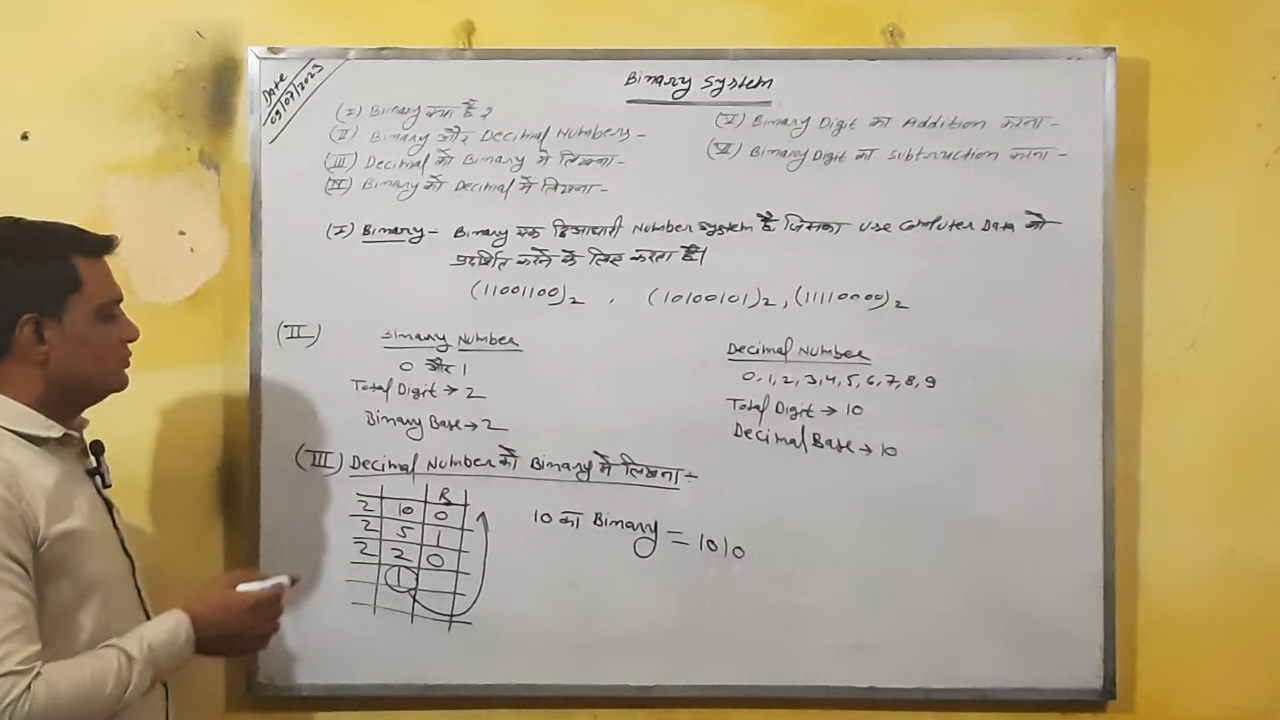 Date
09/07/2023
Binary System
(I) Binary क्या है ?
(II) Binary और Decimal Numbers -
(III) Decimal को Binary में लिखना -
(IV) Binary को Decimal में लिखना -
(V) Binary Digit का Addition करना -
(VI) Binary Digit का Subtruction करना -
(I) Binary - Binary एक द्विआधारी Number System है जिसका use Computer Data को
प्रदर्शित करने के लिए करता है।
(11001100)2 , (10100101)2 , (11110000)2
(II)
Binary Number
0 और 1
Total Digit → 2
Binary Base → 2
Decimal Number
0,1,2,3,4,5,6,7,8,9
Total Digit → 10
Decimal Base → 10
(III) Decimal Number को Binary में लिखना :-
R
2 10 0
2 5 1
2 2 0
1
10 का Binary = 1010